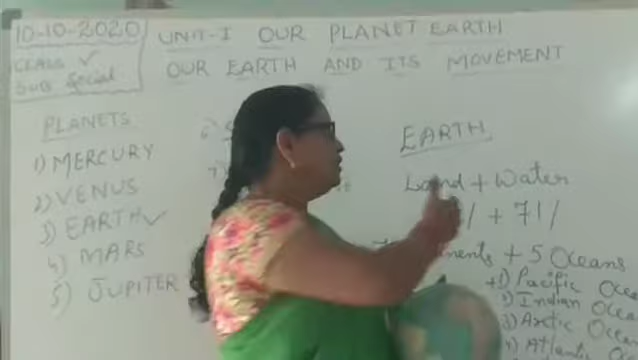 10-10-2020
CLASS V
SUB Social
UNIT-I OUR PLANET EARTH
OUR EARTH AND ITS MOVEMENT
PLANETS
1) MERCURY
2) VENUS
3) EARTH ✓
4) MARS
5) JUPITER
6)
7)
EARTH
Land + Water
+ 71%
+ 5 Oceans
1) Pacific
2) Indian
3) Arctic
4) Atlantic